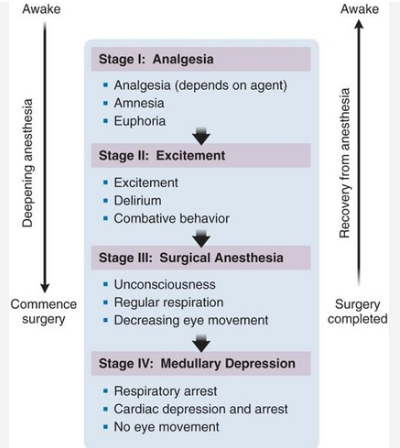 Awake
Awake
Stage I: Analgesia
Analgesia (depends on agent)
Amnesia
Euphoria
Deepening anesthesia
Recovery from anesthesia
Stage II: Excitement
Excitement
Delirium
Combative behavior
Stage III: Surgical Anesthesia
Unconsciousness
Regular respiration
Decreasing eye movement
Commence
surgery
Surgery
completed
Stage IV: Medullary Depression
Respiratory arrest
Cardiac depression and arrest
No eye movement